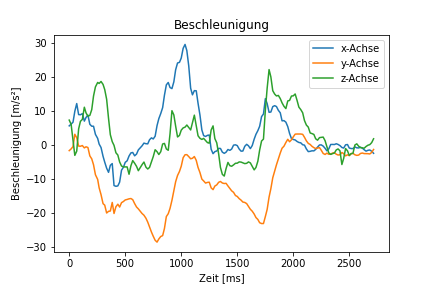 Beschleunigung
Beschleunigung [m/s²]
30
20
10
0
−10
−20
−30
x-Achse
y-Achse
z-Achse
0
500
1000
1500
2000
2500
Zeit [ms]